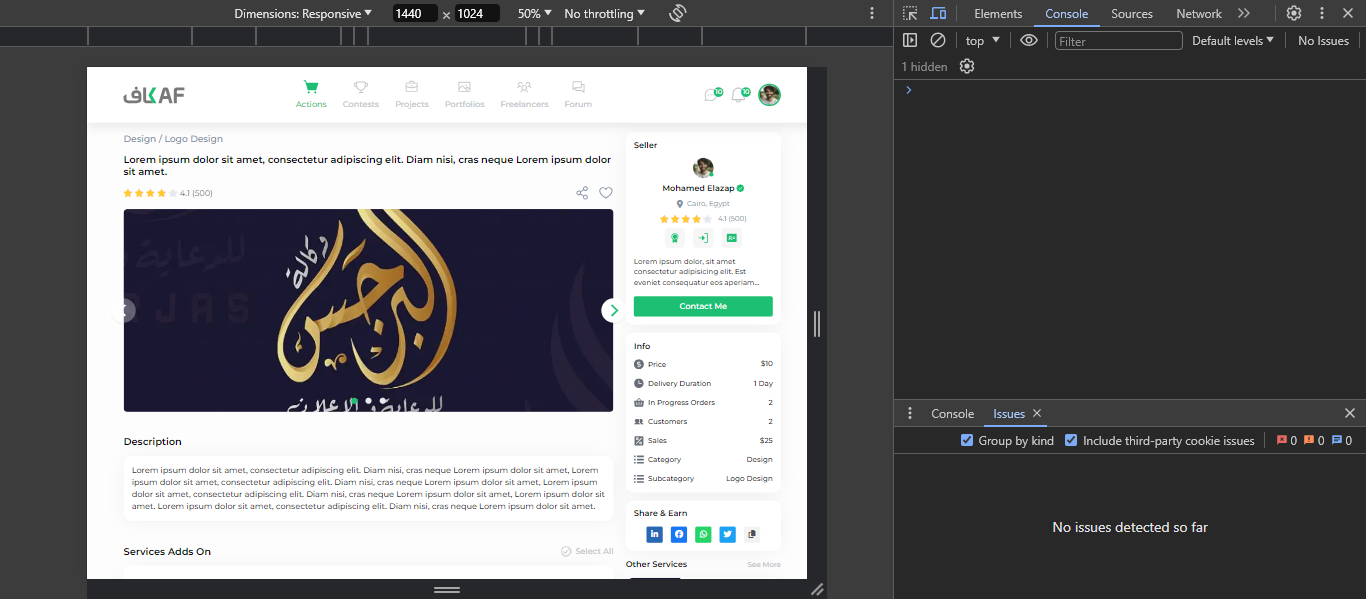 Dimensions: Responsive 1440 × 1024 50% No throttling
Elements Console Sources Network
top Filter Default levels No Issues
1 hidden
كاف KAF
Actions Contests Projects Portfolios Freelancers Forum
10 10
Design / Logo Design
Lorem ipsum dolor sit amet, consectetur adipiscing elit. Diam nisi, cras neque Lorem ipsum dolor
sit amet.
4.1 (500)
وكالة
البرجس
للدعاية
للدعاية و الإعلان
Description
Lorem ipsum dolor sit amet, consectetur adipiscing elit. Diam nisi, cras neque Lorem ipsum dolor sit amet, Lorem
ipsum dolor sit amet, consectetur adipiscing elit. Diam nisi, cras neque Lorem ipsum dolor sit amet, Lorem ipsum
dolor sit amet, consectetur adipiscing elit. Diam nisi, cras neque Lorem ipsum dolor sit amet, Lorem ipsum dolor sit
amet. Lorem ipsum dolor sit amet, consectetur adipiscing elit. Diam nisi, cras neque Lorem ipsum dolor sit amet.
Services Adds On
Select All
Seller
Mohamed Elazap
Cairo, Egypt
4.1 (500)
Lorem ipsum dolor, sit amet
consectetur adipisicing elit. Est
eveniet consequatur eos aperiam...
Contact Me
Info
Price $10
Delivery Duration 1 Day
In Progress Orders 2
Customers 2
Sales $25
Category Design
Subcategory Logo Design
Share & Earn
Other Services See More
Console Issues
Group by kind Include third-party cookie issues 0 0 0
No issues detected so far